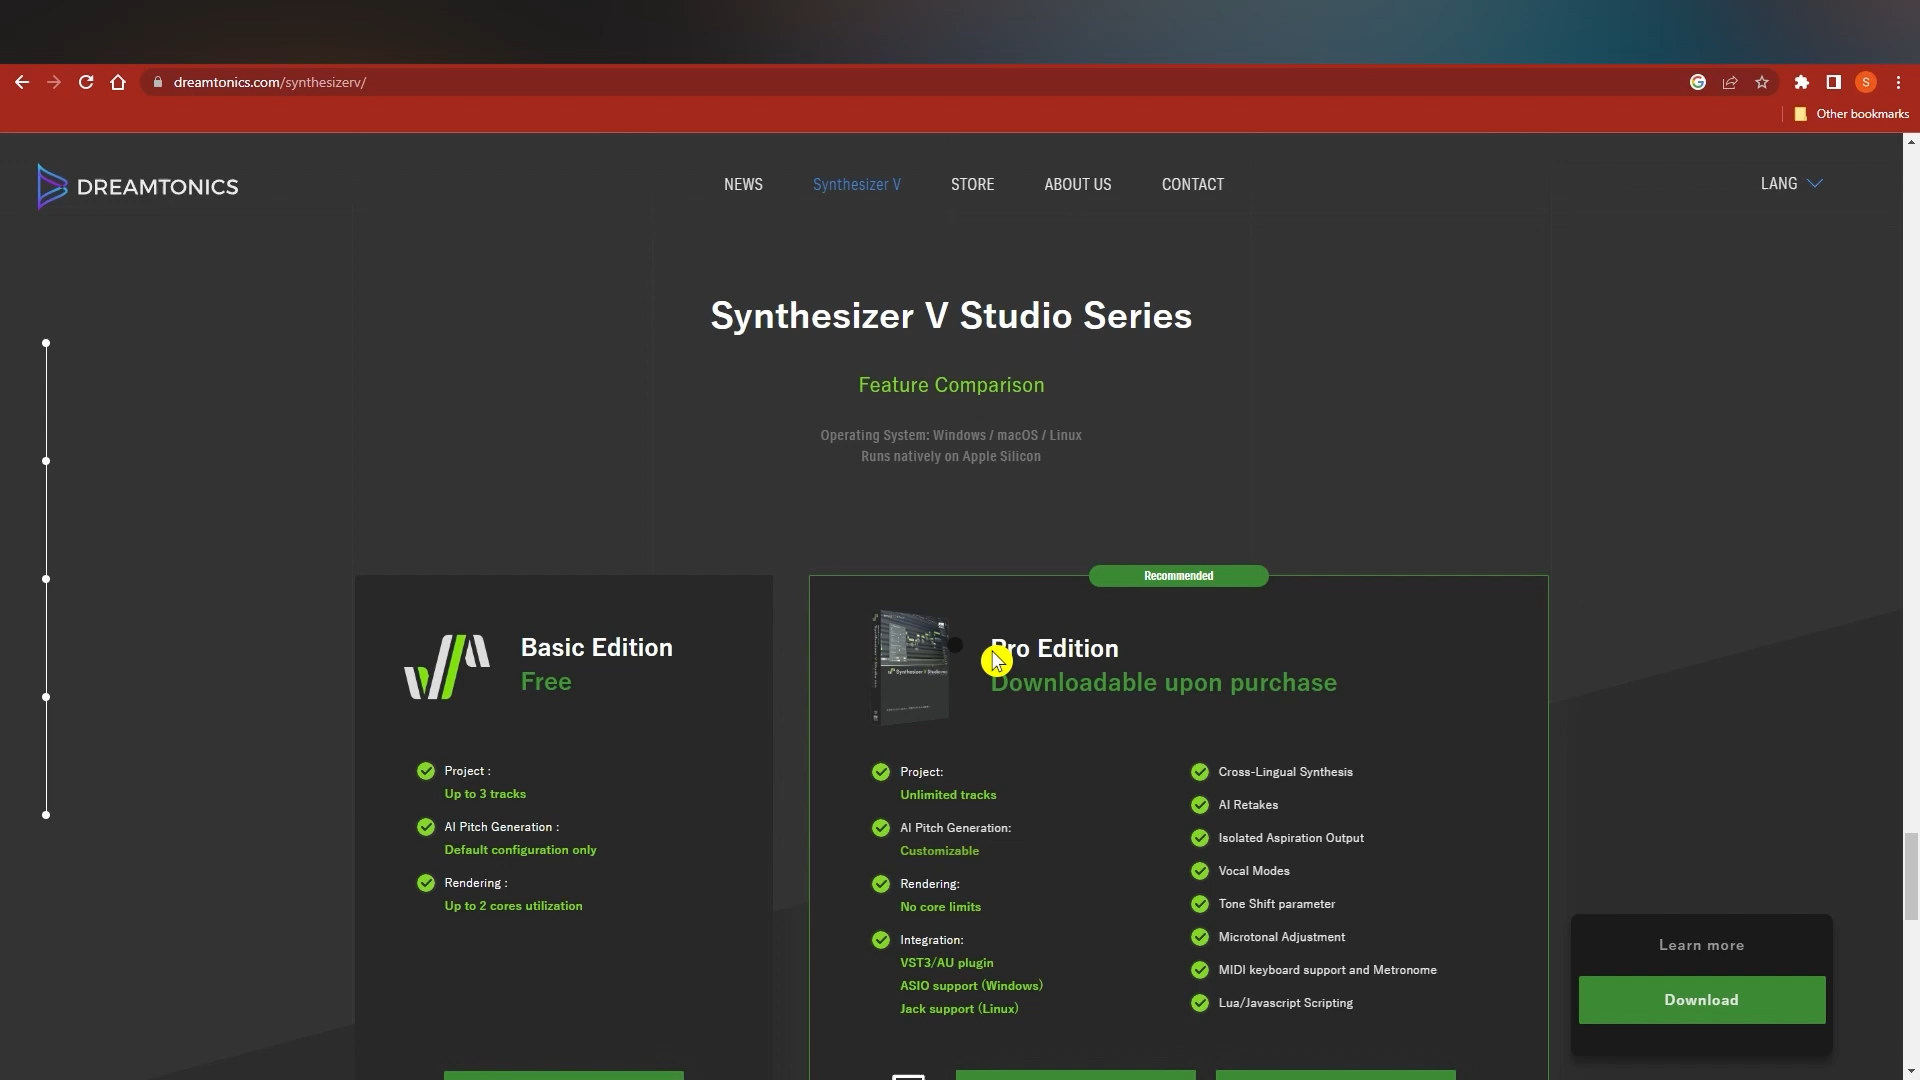 dreamtonics.com/synthesizerv/
S
Other bookmarks
DREAMTONICS
NEWS
Synthesizer V
STORE
ABOUT US
CONTACT
LANG
Synthesizer V Studio Series
Feature Comparison
Operating System: Windows / macOS / Linux
Runs natively on Apple Silicon
Basic Edition
Free
Project :
Up to 3 tracks
AI Pitch Generation :
Default configuration only
Rendering :
Up to 2 cores utilization
Recommended
Pro Edition
Downloadable upon purchase
Project:
Unlimited tracks
AI Pitch Generation:
Customizable
Rendering:
No core limits
Integration:
VST3/AU plugin
ASIO support (Windows)
Jack support (Linux)
Cross-Lingual Synthesis
AI Retakes
Isolated Aspiration Output
Vocal Modes
Tone Shift parameter
Microtonal Adjustment
MIDI keyboard support and Metronome
Lua/Javascript Scripting
Learn more
Download